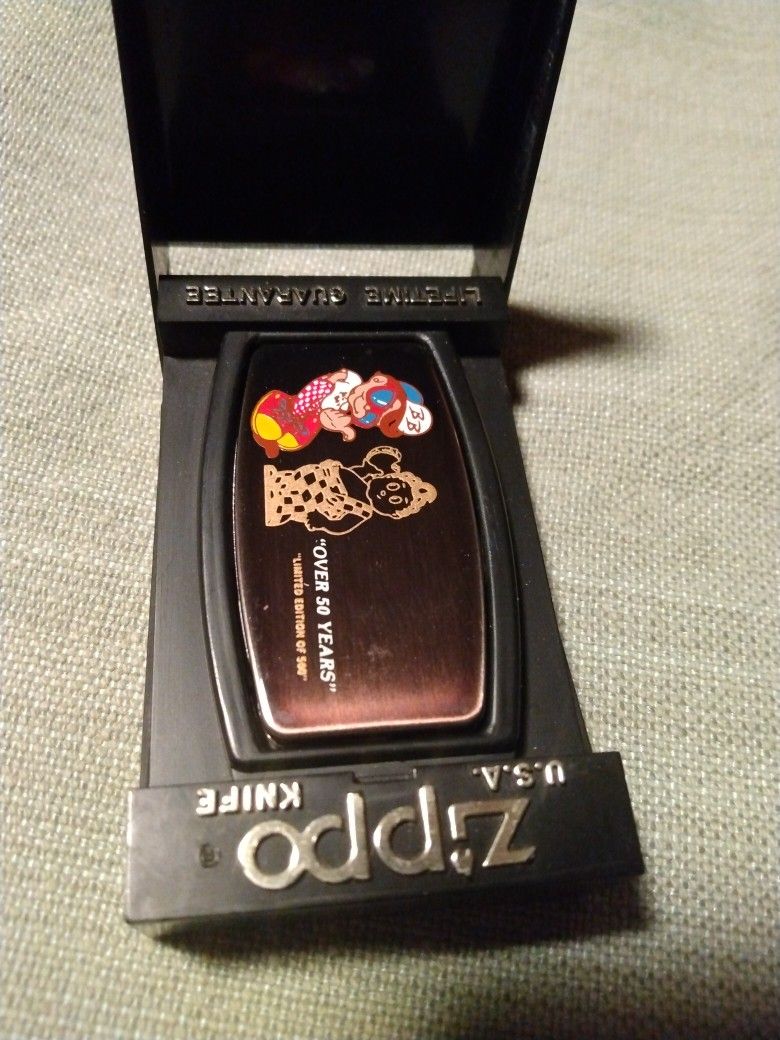 LIFETIME GUARANTEE
BB
"OVER 50 YEARS"
"LIMITED EDITION OF 500"
U.S.A.
KNIFE
Zippo
®